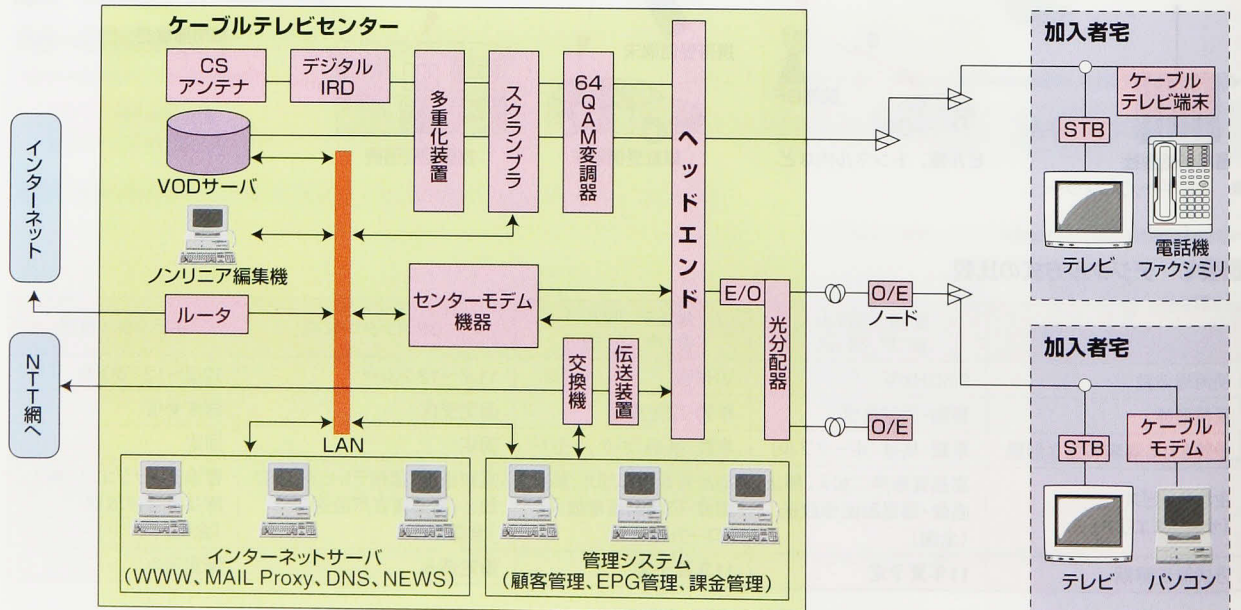 ケーブルテレビセンター
CS
アンテナ
デジタル
IRD
多重化装置
スクランブラ
64QAM変調器
ヘッドエンド
VODサーバ
ノンリニア編集機
インターネット
ルータ
センターモデム
機器
NTT網へ
交換機
伝送装置
LAN
E/O
光分配器
O/E
ノード
O/E
インターネットサーバ
(WWW、MAIL Proxy、DNS、NEWS)
管理システム
(顧客管理、EPG管理、課金管理)
加入者宅
ケーブル
テレビ端末
STB
テレビ
電話機
ファクシミリ
加入者宅
STB
ケーブル
モデム
テレビ
パソコン